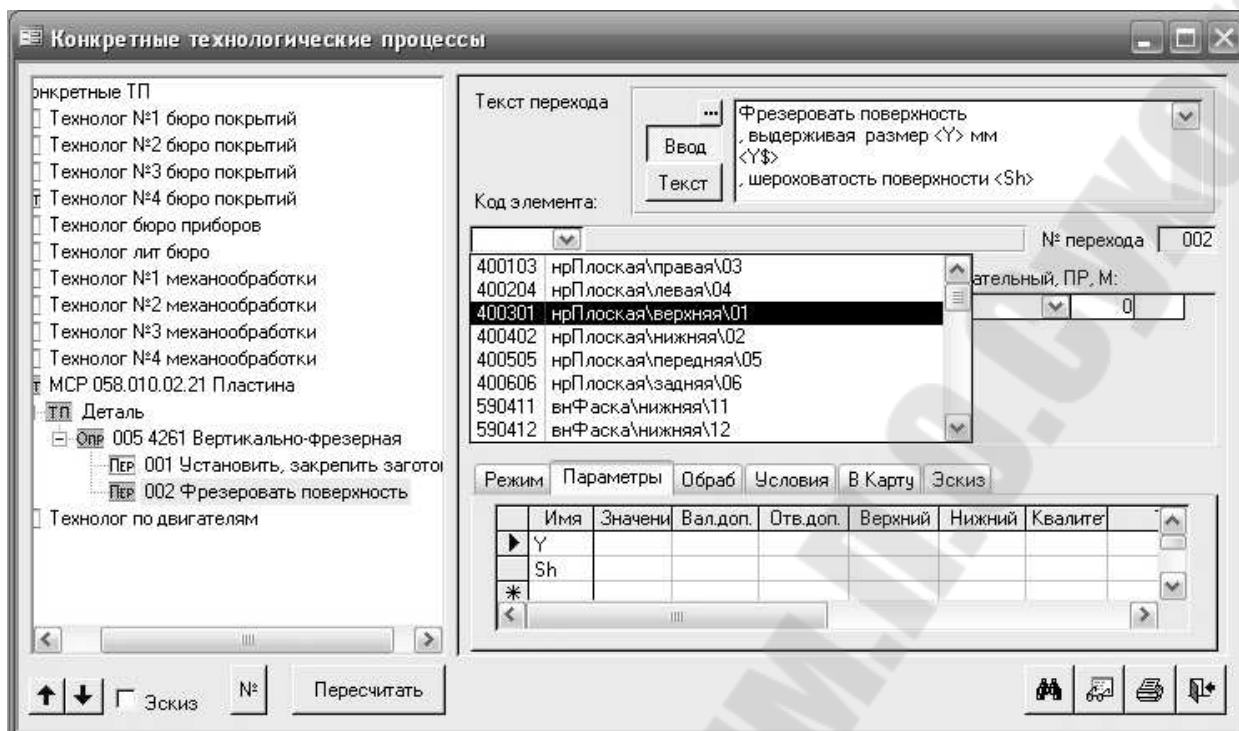 Конкретные технологические процессы
онкретные ТП
Технолог №1 бюро покрытий
Технолог №2 бюро покрытий
Технолог №3 бюро покрытий
Технолог №4 бюро покрытий
Технолог бюро приборов
Технолог лит бюро
Технолог №1 механообработки
Технолог №2 механообработки
Технолог №3 механообработки
Технолог №4 механообработки
МСР 058.010.02.21 Пластина
ТП Деталь
Опр 005 4261 Вертикально-фрезерная
Пер 001 Установить, закрепить загото
Пер 002 Фрезеровать поверхность
Технолог по двигателям
Эскиз
№
Пересчитать
Текст перехода
...
Ввод
Текст
Фрезеровать поверхность
, выдерживая размер <Y> мм
<Y$>
, шероховатость поверхности <Sh>
Код элемента:
№ перехода 002
400103 нрПлоская\правая\03
400204 нрПлоская\левая\04
400301 нрПлоская\верхняя\01
400402 нрПлоская\нижняя\02
400505 нрПлоская\передняя\05
400606 нрПлоская\задняя\06
590411 внФаска\нижняя\11
590412 внФаска\нижняя\12
ательный, ПР, М:
0
Режим Параметры Обраб Условия В Карту Эскиз
Имя Значени Вал.доп. Отв.доп. Верхний Нижний Квалитет
Y
Sh